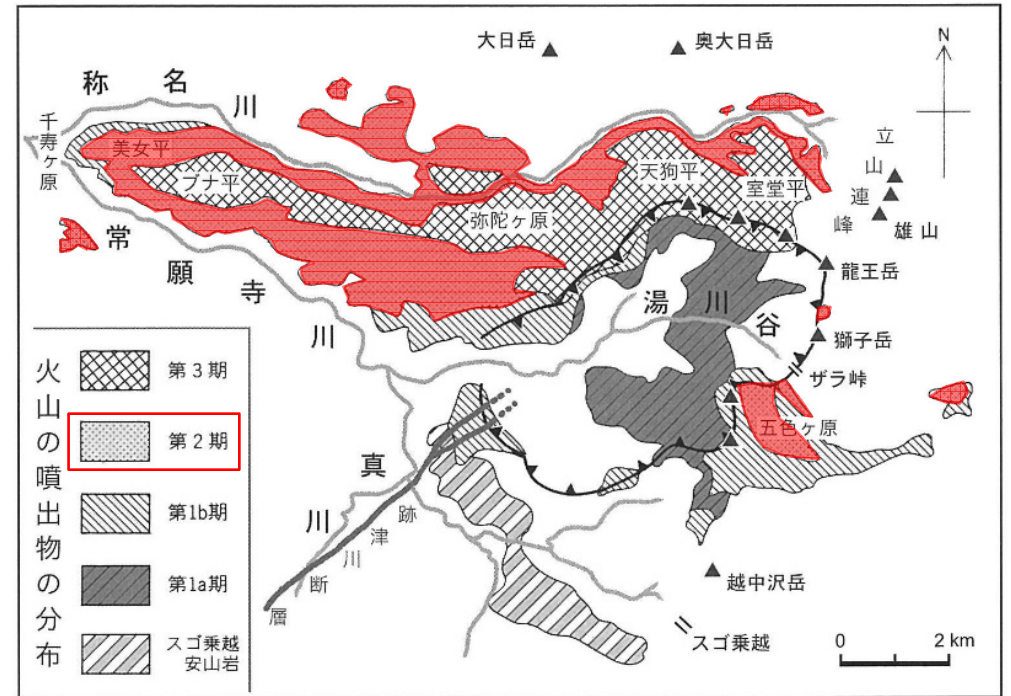 大日岳
奥大日岳
N
称名川
千寿ヶ原
美女平
ブナ平
弥陀ヶ原
天狗平
室堂平
立山連峰
雄山
常願寺川
湯川谷
龍王岳
獅子岳
ザラ峠
五色ヶ原
真川
跡津川断層
越中沢岳
スゴ乗越
0 2 km
火山の噴出物の分布
第3期
第2期
第1b期
第1a期
スゴ乗越
安山岩